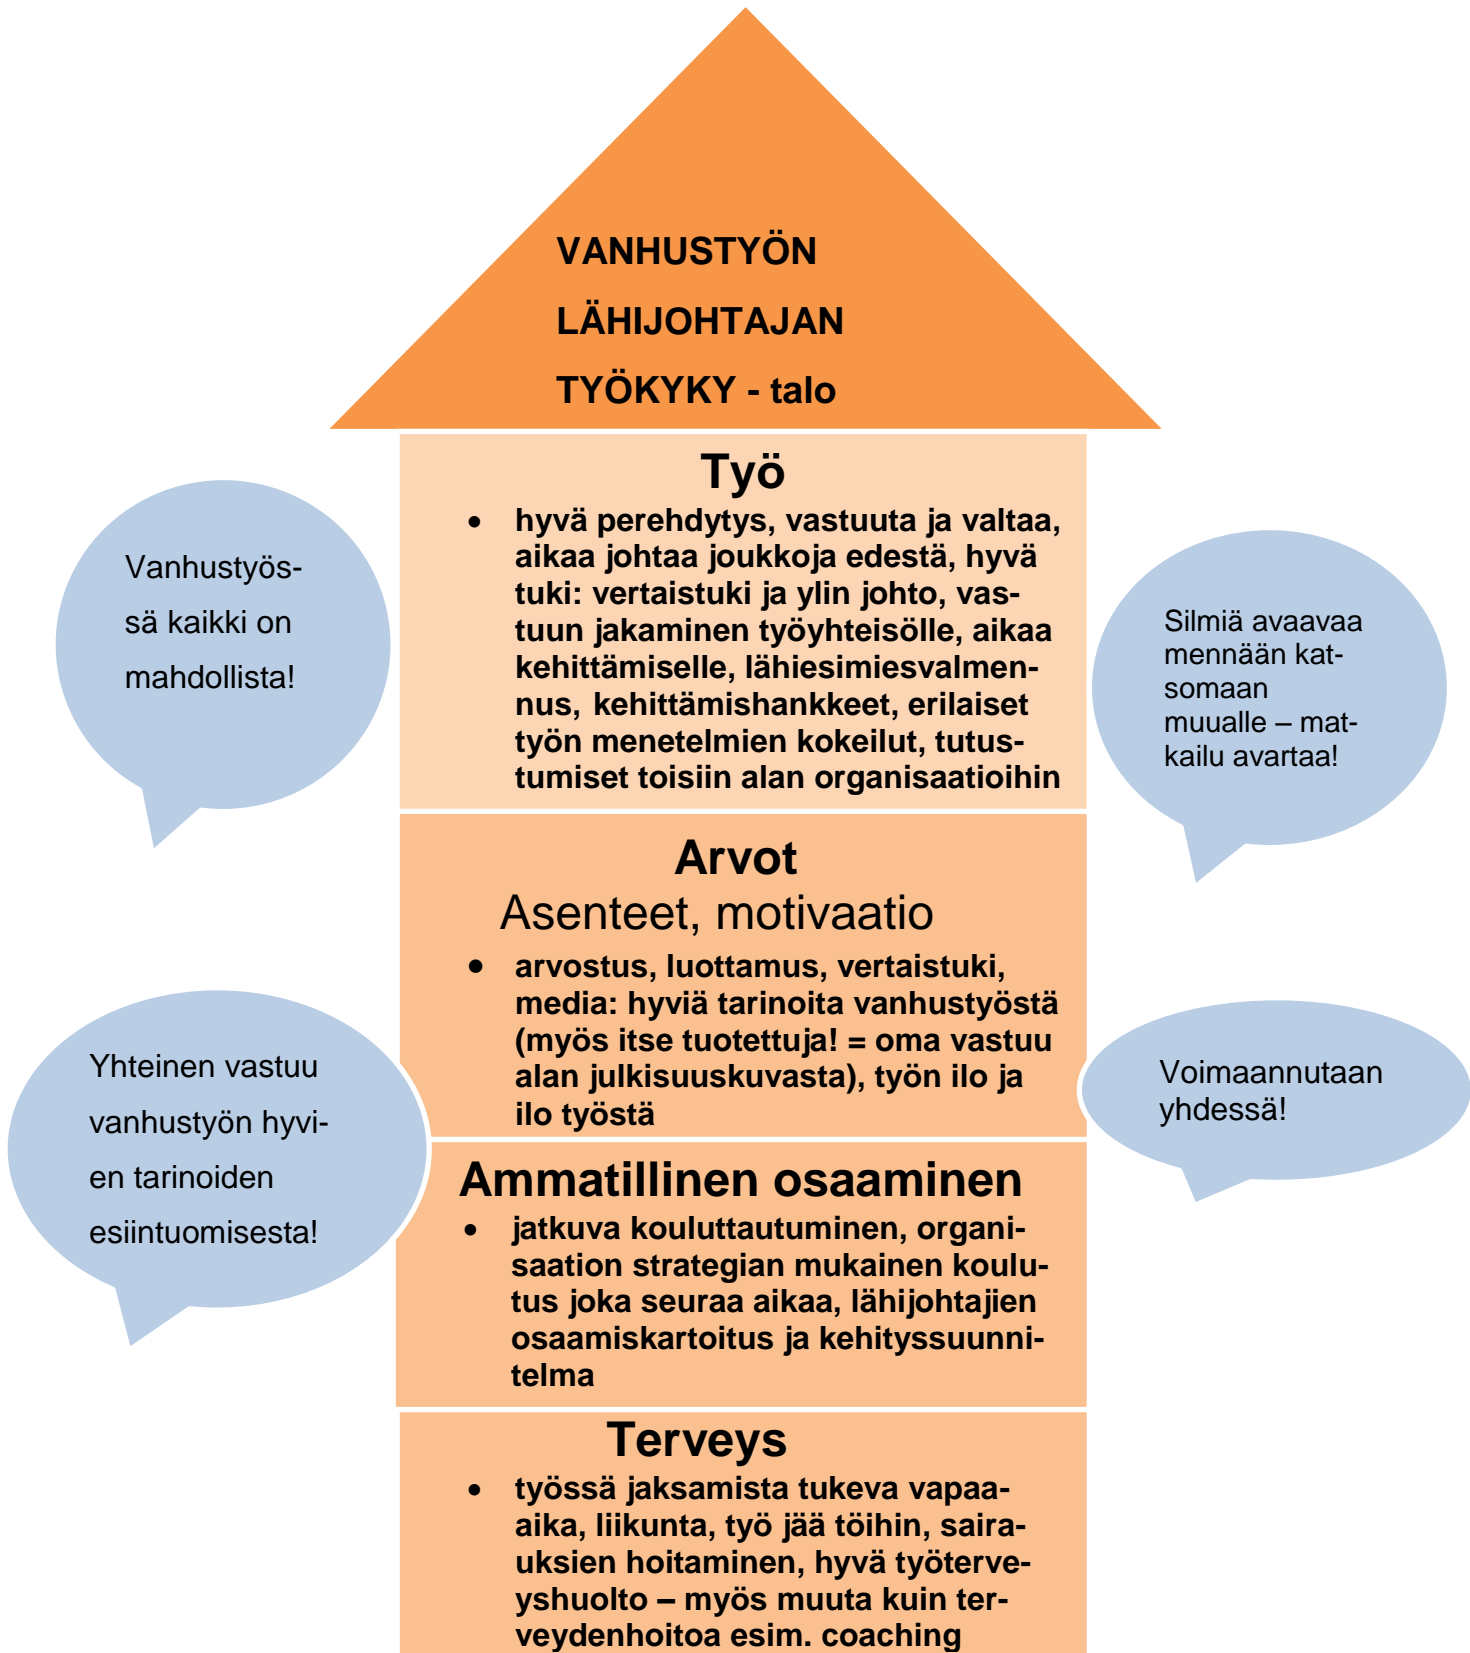 VANHUSTYÖN
LÄHIJOHTAJAN
TYÖKYKY - talo
Työ
• hyvä perehdytys, vastuuta ja valtaa,
aikaa johtaa joukkoja edestä, hyvä
tuki: vertaistuki ja ylin johto, vas-
tuun jakaminen työyhteisölle, aikaa
kehittämiselle, lähiesimiesvalmen-
nus, kehittämishankkeet, erilaiset
työn menetelmien kokeilut, tutus-
tumiset toisiin alan organisaatioihin
Vanhustyös-
sä kaikki on
mahdollista!
Silmiä avaavaa
mennään kat-
somaan
muualle – mat-
kailu avartaa!
Arvot
Asenteet, motivaatio
• arvostus, luottamus, vertaistuki,
media: hyviä tarinoita vanhustyöstä
(myös itse tuotettuja! = oma vastuu
alan julkisuuskuvasta), työn ilo ja
ilo työstä
Yhteinen vastuu
vanhustyön hyvi-
en tarinoiden
esiintuomisesta!
Voimaannutaan
yhdessä!
Ammatillinen osaaminen
• jatkuva kouluttautuminen, organi-
saation strategian mukainen koulu-
tus joka seuraa aikaa, lähijohtajien
osaamiskartoitus ja kehityssuunni-
telma
Terveys
• työssä jaksamista tukeva vapaa-
aika, liikunta, työ jää töihin, saira-
uksien hoitaminen, hyvä työterve-
yshuolto – myös muuta kuin ter-
veydenhoitoa esim. coaching